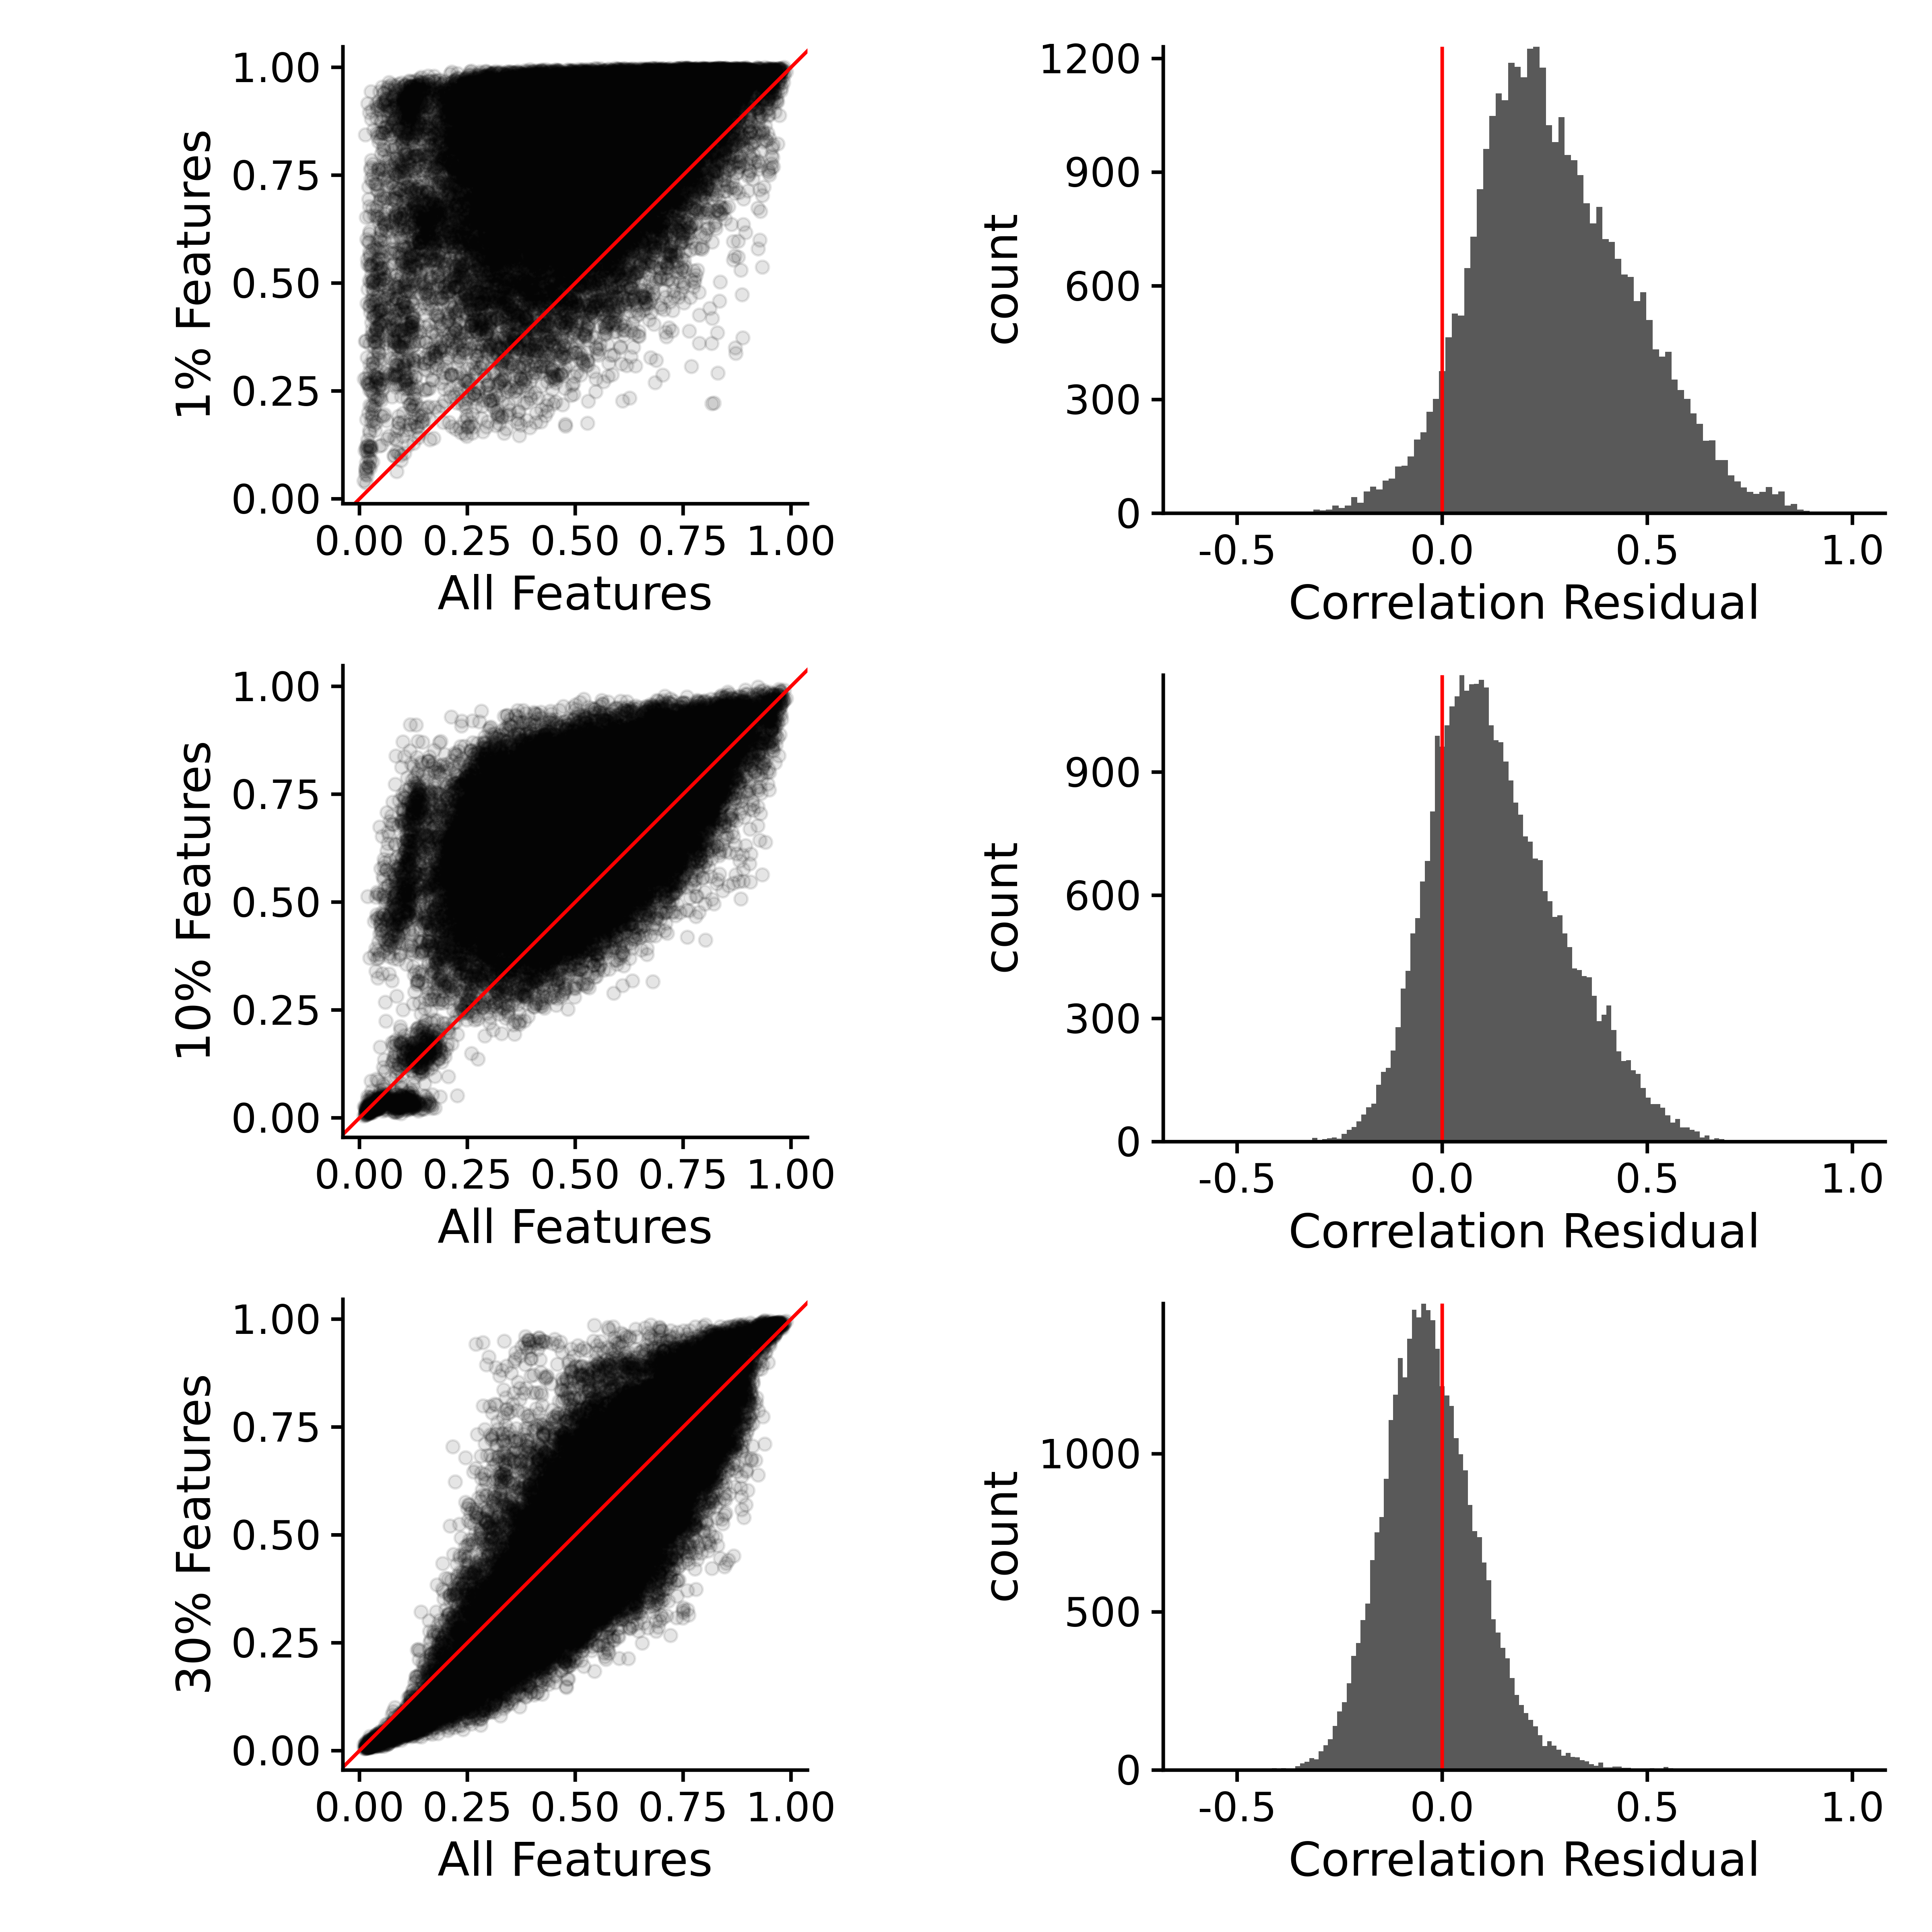 1.00
0.75
0.50
0.25
0.00
1% Features
0.00 0.25 0.50 0.75 1.00
All Features
1200
900
600
300
0
count
-0.5 0.0 0.5 1.0
Correlation Residual
1.00
0.75
0.50
0.25
0.00
10% Features
0.00 0.25 0.50 0.75 1.00
All Features
900
600
300
0
count
-0.5 0.0 0.5 1.0
Correlation Residual
1.00
0.75
0.50
0.25
0.00
30% Features
0.00 0.25 0.50 0.75 1.00
All Features
1000
500
0
count
-0.5 0.0 0.5 1.0
Correlation Residual